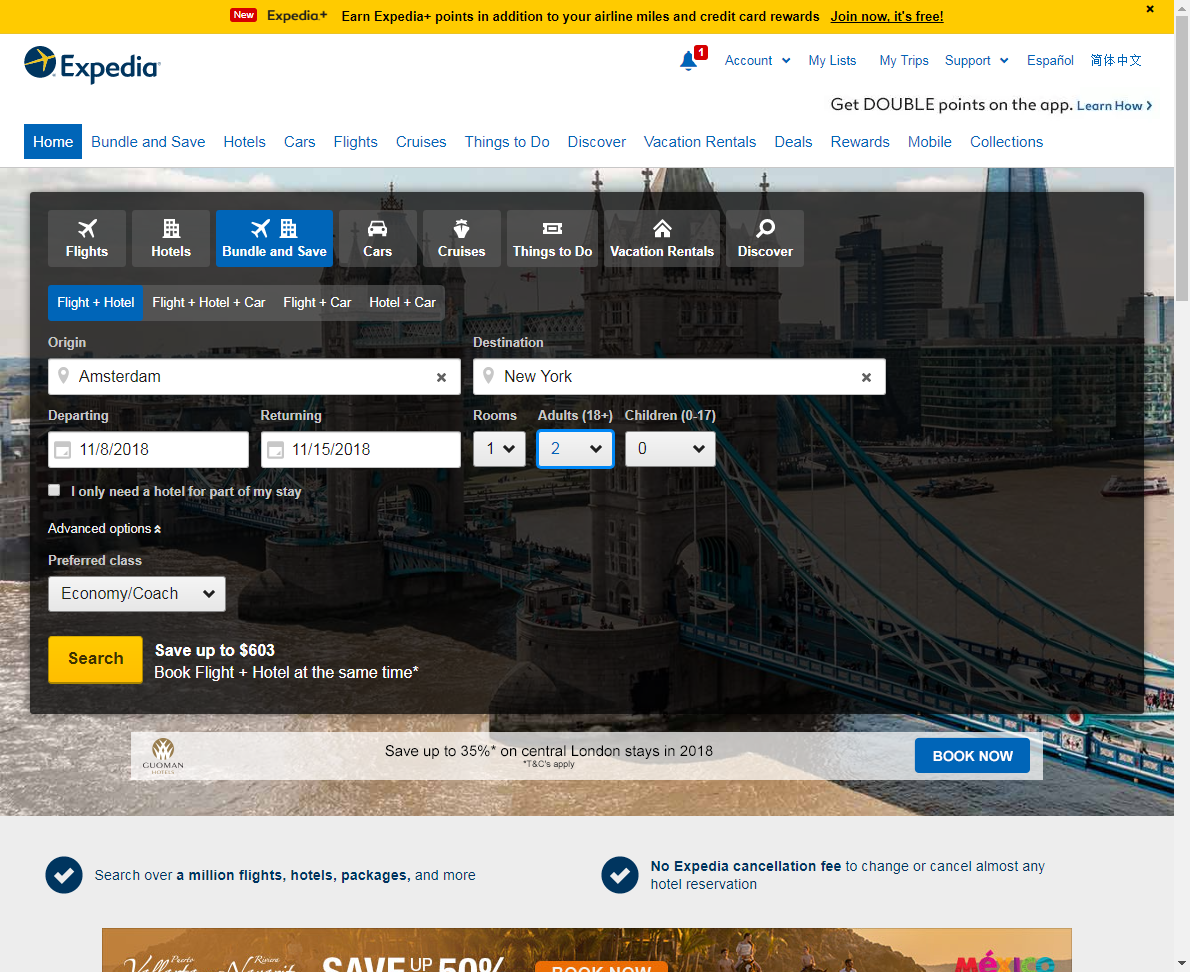 New Expedia+ Earn Expedia+ points in addition to your airline miles and credit card rewards Join now, it's free!
Expedia
1 Account My Lists My Trips Support Español 简体中文
Get DOUBLE points on the app. Learn How
Home Bundle and Save Hotels Cars Flights Cruises Things to Do Discover Vacation Rentals Deals Rewards Mobile Collections
Flights Hotels Bundle and Save Cars Cruises Things to Do Vacation Rentals Discover
Flight + Hotel Flight + Hotel + Car Flight + Car Hotel + Car
Origin Destination
Amsterdam New York
Departing Returning Rooms Adults (18+) Children (0-17)
11/8/2018 11/15/2018 1 2 0
I only need a hotel for part of my stay
Advanced options
Preferred class
Economy/Coach
Search
Save up to $603
Book Flight + Hotel at the same time*
GUOMAN
HOTELS
Save up to 35%* on central London stays in 2018
*T&C's apply
BOOK NOW
Search over a million flights, hotels, packages, and more
No Expedia cancellation fee to change or cancel almost any
hotel reservation
Puerto Vallarta Riviera Nayarit SAVE UP 50% BOOK NOW MÉXICO